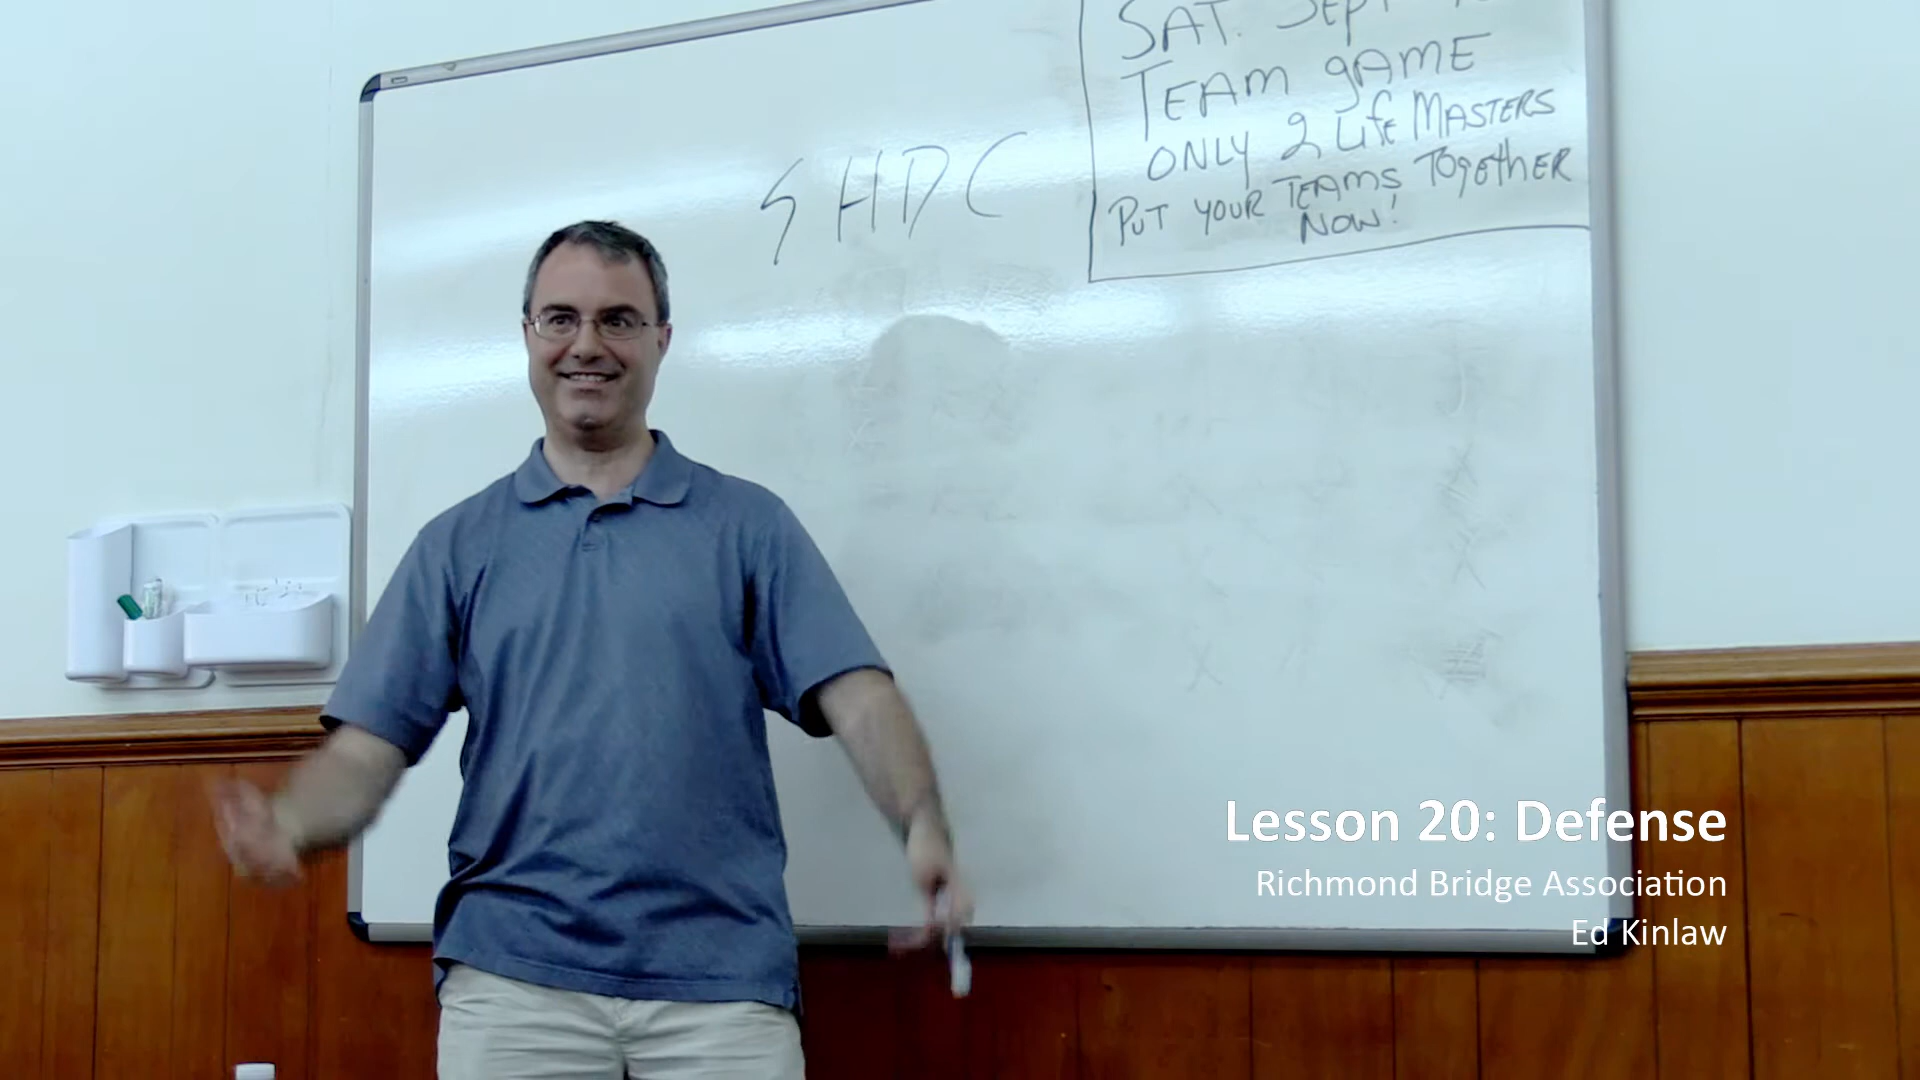 SAT. SEPT
TEAM gAME
ONLY 2 LifE MASTERS
PUT YOUR TEAMS TOgEthER
NOW!
S H D C
Lesson 20: Defense
Richmond Bridge Association
Ed Kinlaw